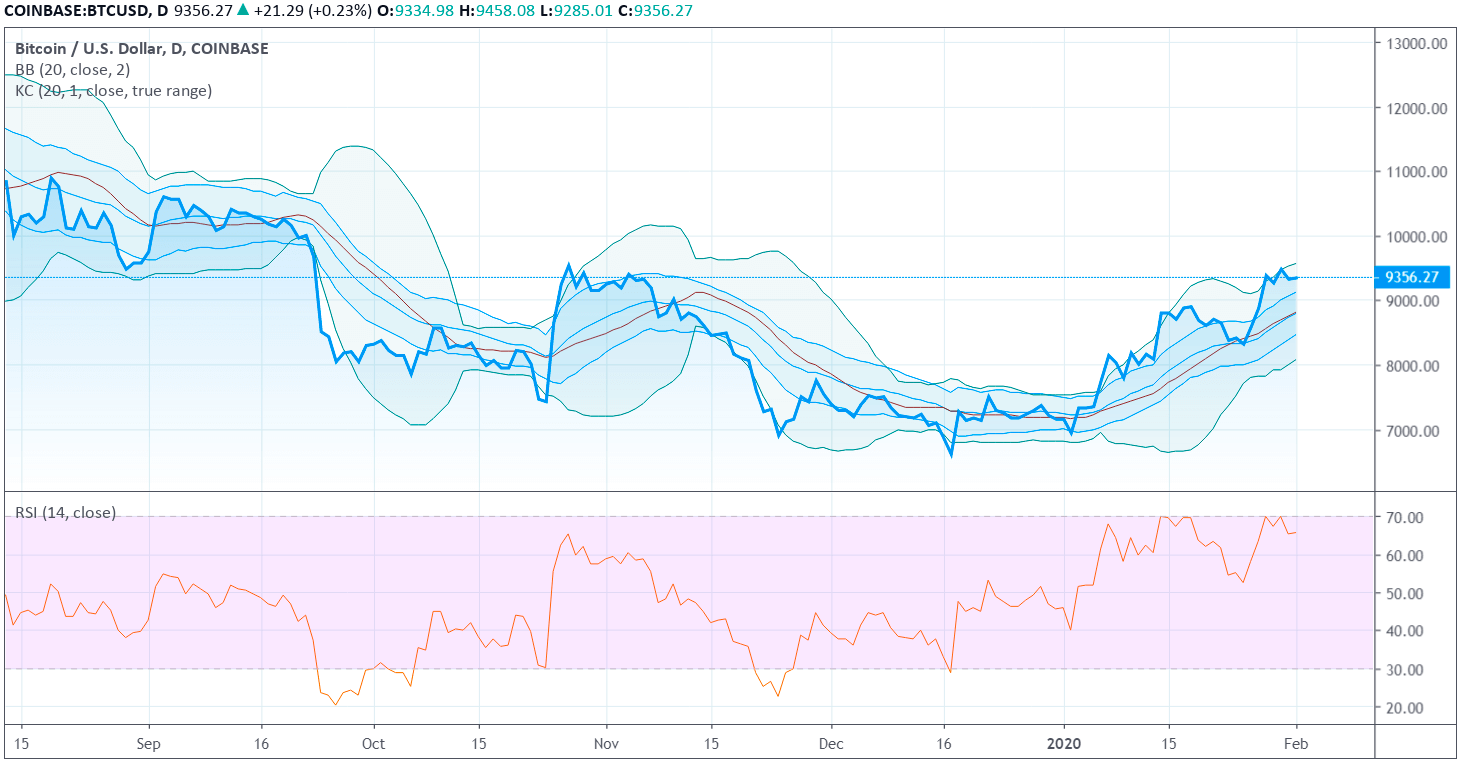 COINBASE:BTCUSD, D 9356.27 ▲ +21.29 (+0.23%) O:9334.98 H:9458.08 L:9285.01 C:9356.27
Bitcoin / U.S. Dollar, D, COINBASE
BB (20, close, 2)
KC (20, 1, close, true range)
13000.00
12000.00
11000.00
10000.00
9356.27
9000.00
8000.00
7000.00
RSI (14, close)
70.00
60.00
50.00
40.00
30.00
20.00
15 Sep 16 Oct 15 Nov 15 Dec 16 2020 15 Feb